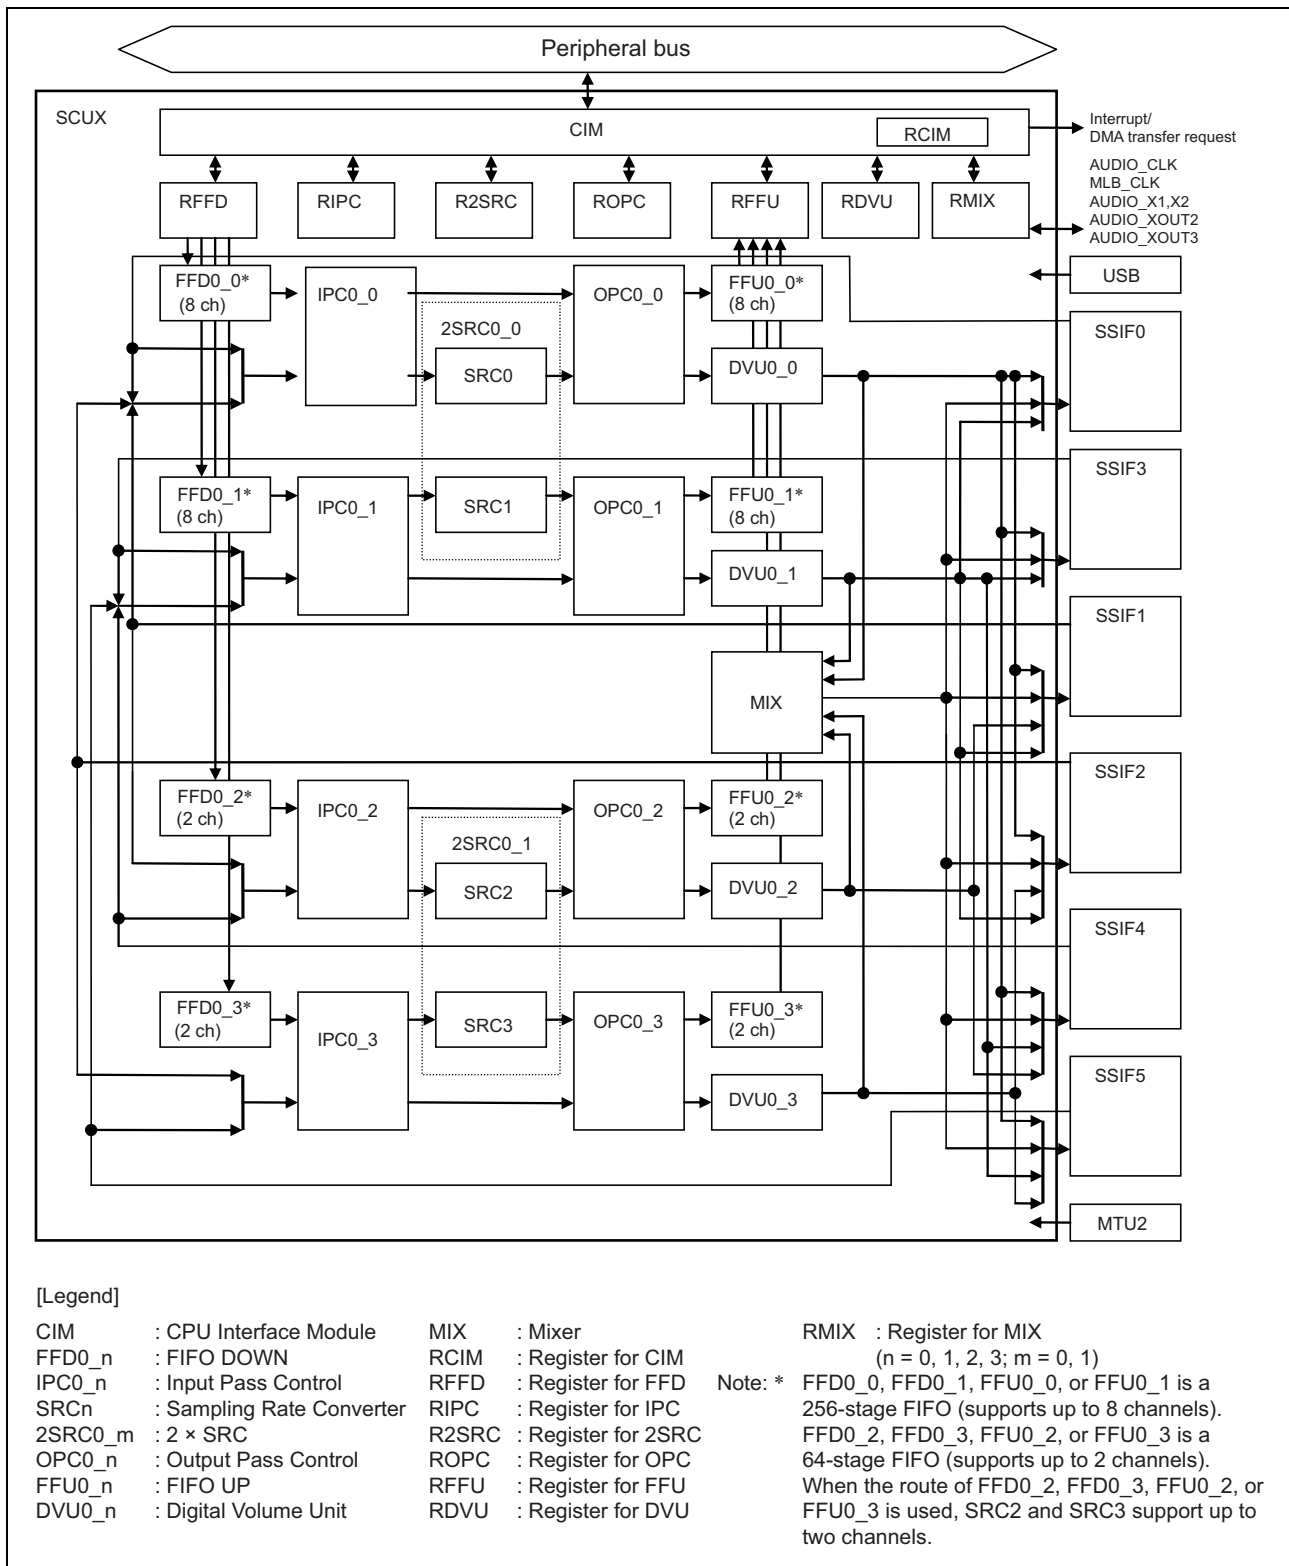 Peripheral bus
SCUX
CIM
RCIM
Interrupt/
DMA transfer request
AUDIO_CLK
MLB_CLK
AUDIO_X1,X2
AUDIO_XOUT2
AUDIO_XOUT3
RFFD
RIPC
R2SRC
ROPC
RFFU
RDVU
RMIX
USB
FFD0_0*
(8 ch)
IPC0_0
2SRC0_0
SRC0
OPC0_0
FFU0_0*
(8 ch)
DVU0_0
SSIF0
FFD0_1*
(8 ch)
IPC0_1
SRC1
OPC0_1
FFU0_1*
(8 ch)
DVU0_1
SSIF3
SSIF1
MIX
SSIF2
FFD0_2*
(2 ch)
IPC0_2
2SRC0_1
SRC2
OPC0_2
FFU0_2*
(2 ch)
DVU0_2
SSIF4
FFD0_3*
(2 ch)
IPC0_3
SRC3
OPC0_3
FFU0_3*
(2 ch)
DVU0_3
SSIF5
MTU2
[Legend]
CIM : CPU Interface Module
FFD0_n : FIFO DOWN
IPC0_n : Input Pass Control
SRCn : Sampling Rate Converter
2SRC0_m : 2 × SRC
OPC0_n : Output Pass Control
FFU0_n : FIFO UP
DVU0_n : Digital Volume Unit
MIX : Mixer
RCIM : Register for CIM
RFFD : Register for FFD
RIPC : Register for IPC
R2SRC : Register for 2SRC
ROPC : Register for OPC
RFFU : Register for FFU
RDVU : Register for DVU
RMIX : Register for MIX
(n = 0, 1, 2, 3; m = 0, 1)
Note: * FFD0_0, FFD0_1, FFU0_0, or FFU0_1 is a
256-stage FIFO (supports up to 8 channels).
FFD0_2, FFD0_3, FFU0_2, or FFU0_3 is a
64-stage FIFO (supports up to 2 channels).
When the route of FFD0_2, FFD0_3, FFU0_2, or
FFU0_3 is used, SRC2 and SRC3 support up to
two channels.